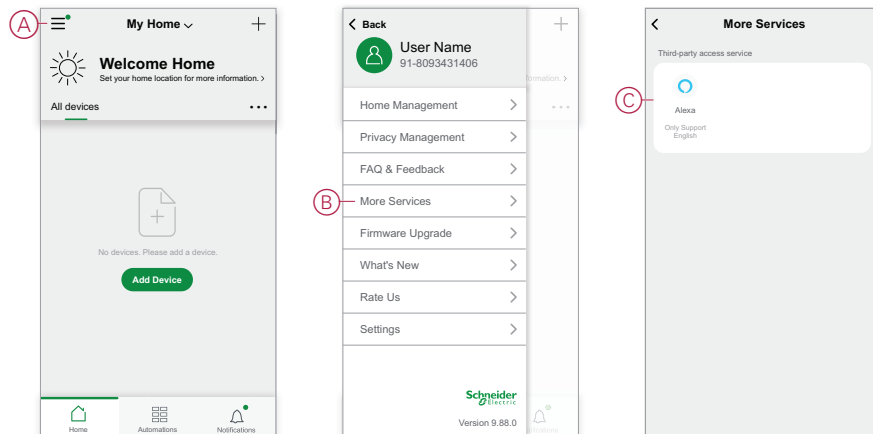 A
My Home
Welcome Home
Set your home location for more information. >
All devices
No devices. Please add a device.
Add Device
Home
Automations
Notifications
Back
User Name
91-8093431406
Home Management
Privacy Management
FAQ & Feedback
B
More Services
Firmware Upgrade
What's New
Rate Us
Settings
Schneider
Electric
Version 9.88.0
formation. >
More Services
Third-party access service
C
Alexa
Only Support
English